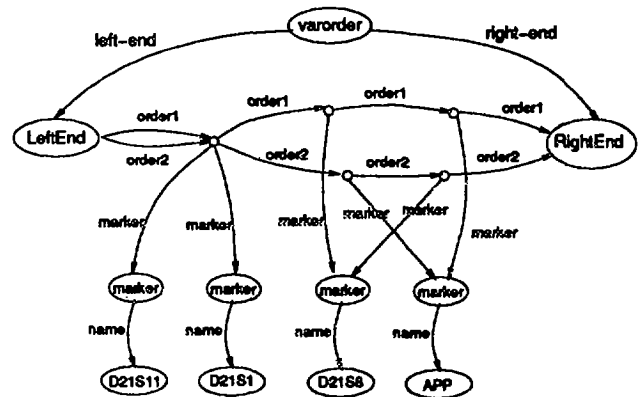 varorder
left-end
right-end
order1
order1
order1
order1
LeftEnd
RightEnd
order2
order2
order2
order2
marker
marker
marker
marker
marker
marker
marker
marker
marker
marker
name
name
name
name
D21S11
D21S1
D21S8
APP